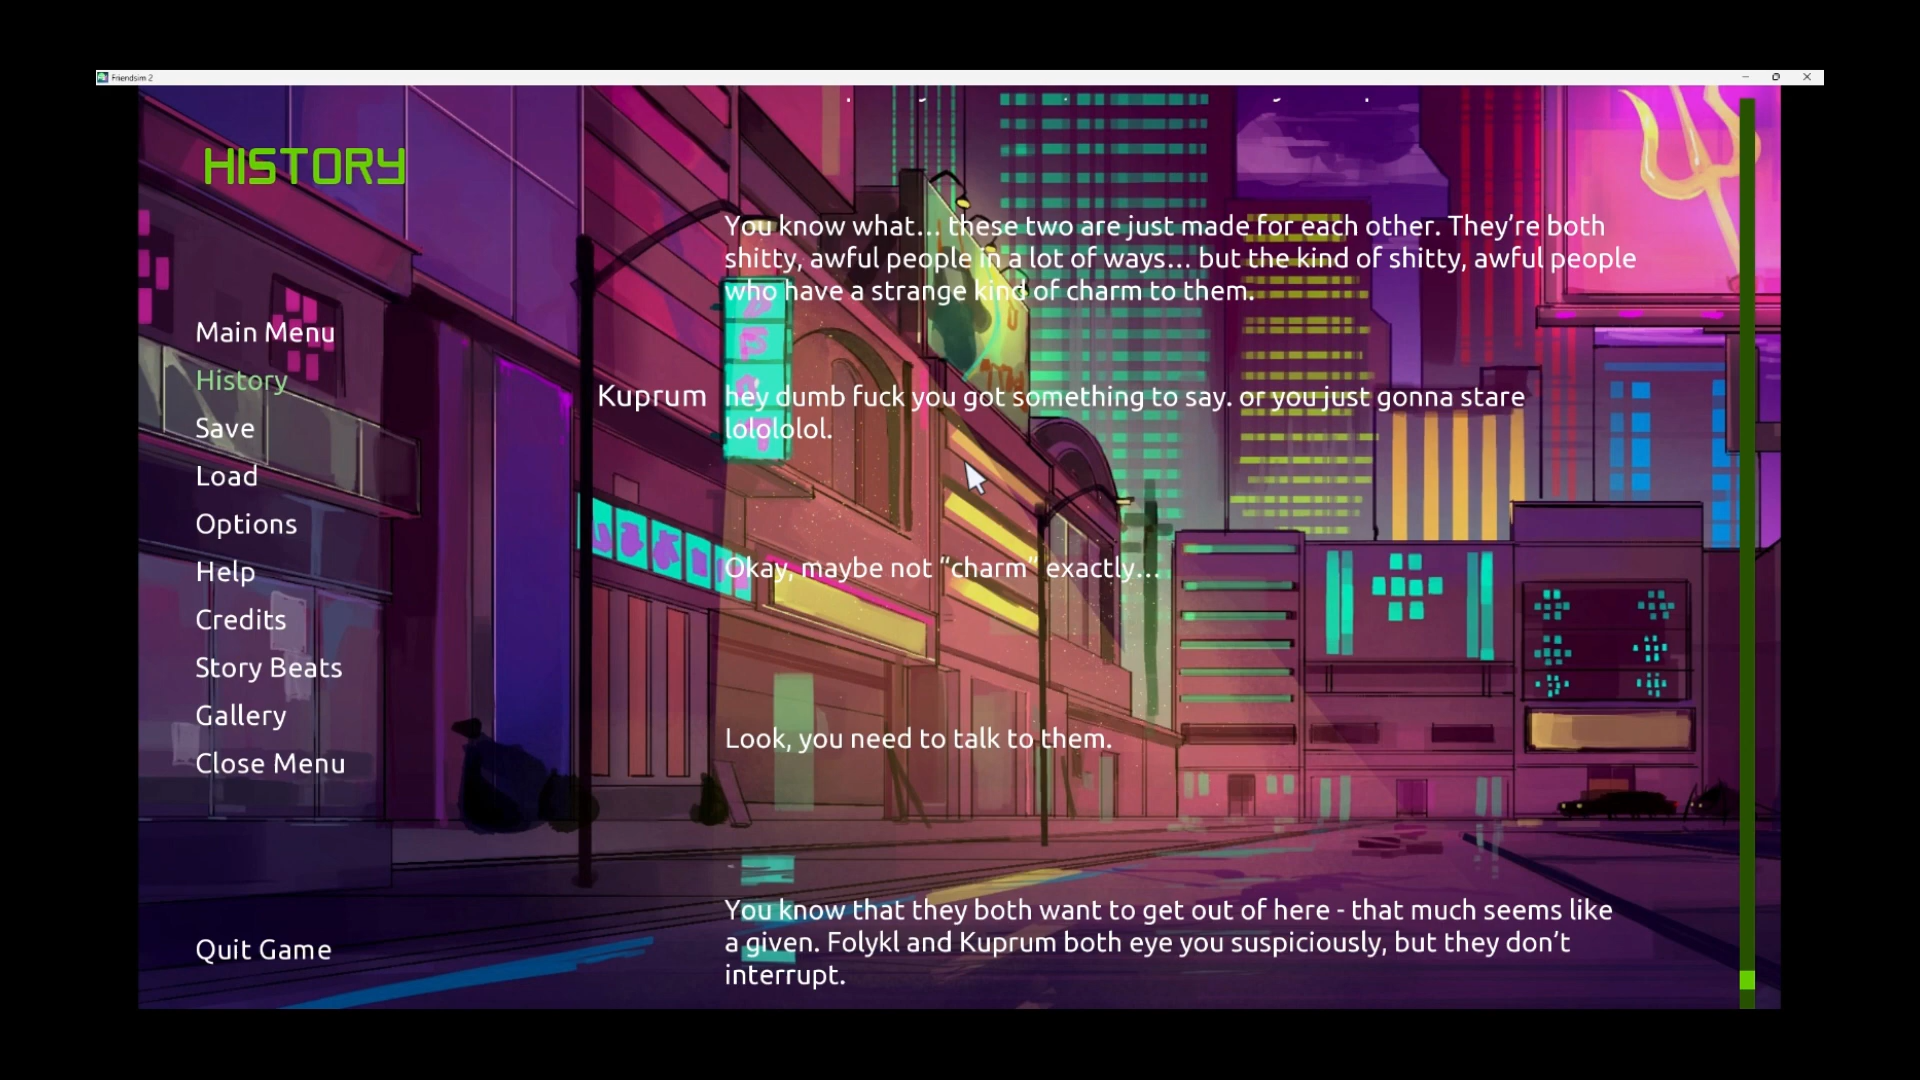 Friendsim 2
HISTORY
Main Menu
History
Save
Load
Options
Help
Credits
Story Beats
Gallery
Close Menu
Quit Game
You know what... these two are just made for each other. They’re both
shitty, awful people in a lot of ways... but the kind of shitty, awful people
who have a strange kind of charm to them.
Kuprum hey dumb fuck you got something to say. or you just gonna stare
lolololol.
Okay, maybe not “charm” exactly...
Look, you need to talk to them.
You know that they both want to get out of here - that much seems like
a given. Folykl and Kuprum both eye you suspiciously, but they don’t
interrupt.